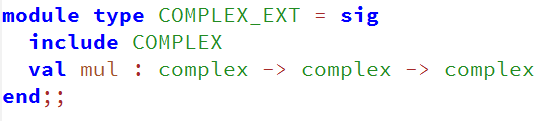 module type COMPLEX_EXT = sig
  include COMPLEX
  val mul : complex -> complex -> complex
end;;